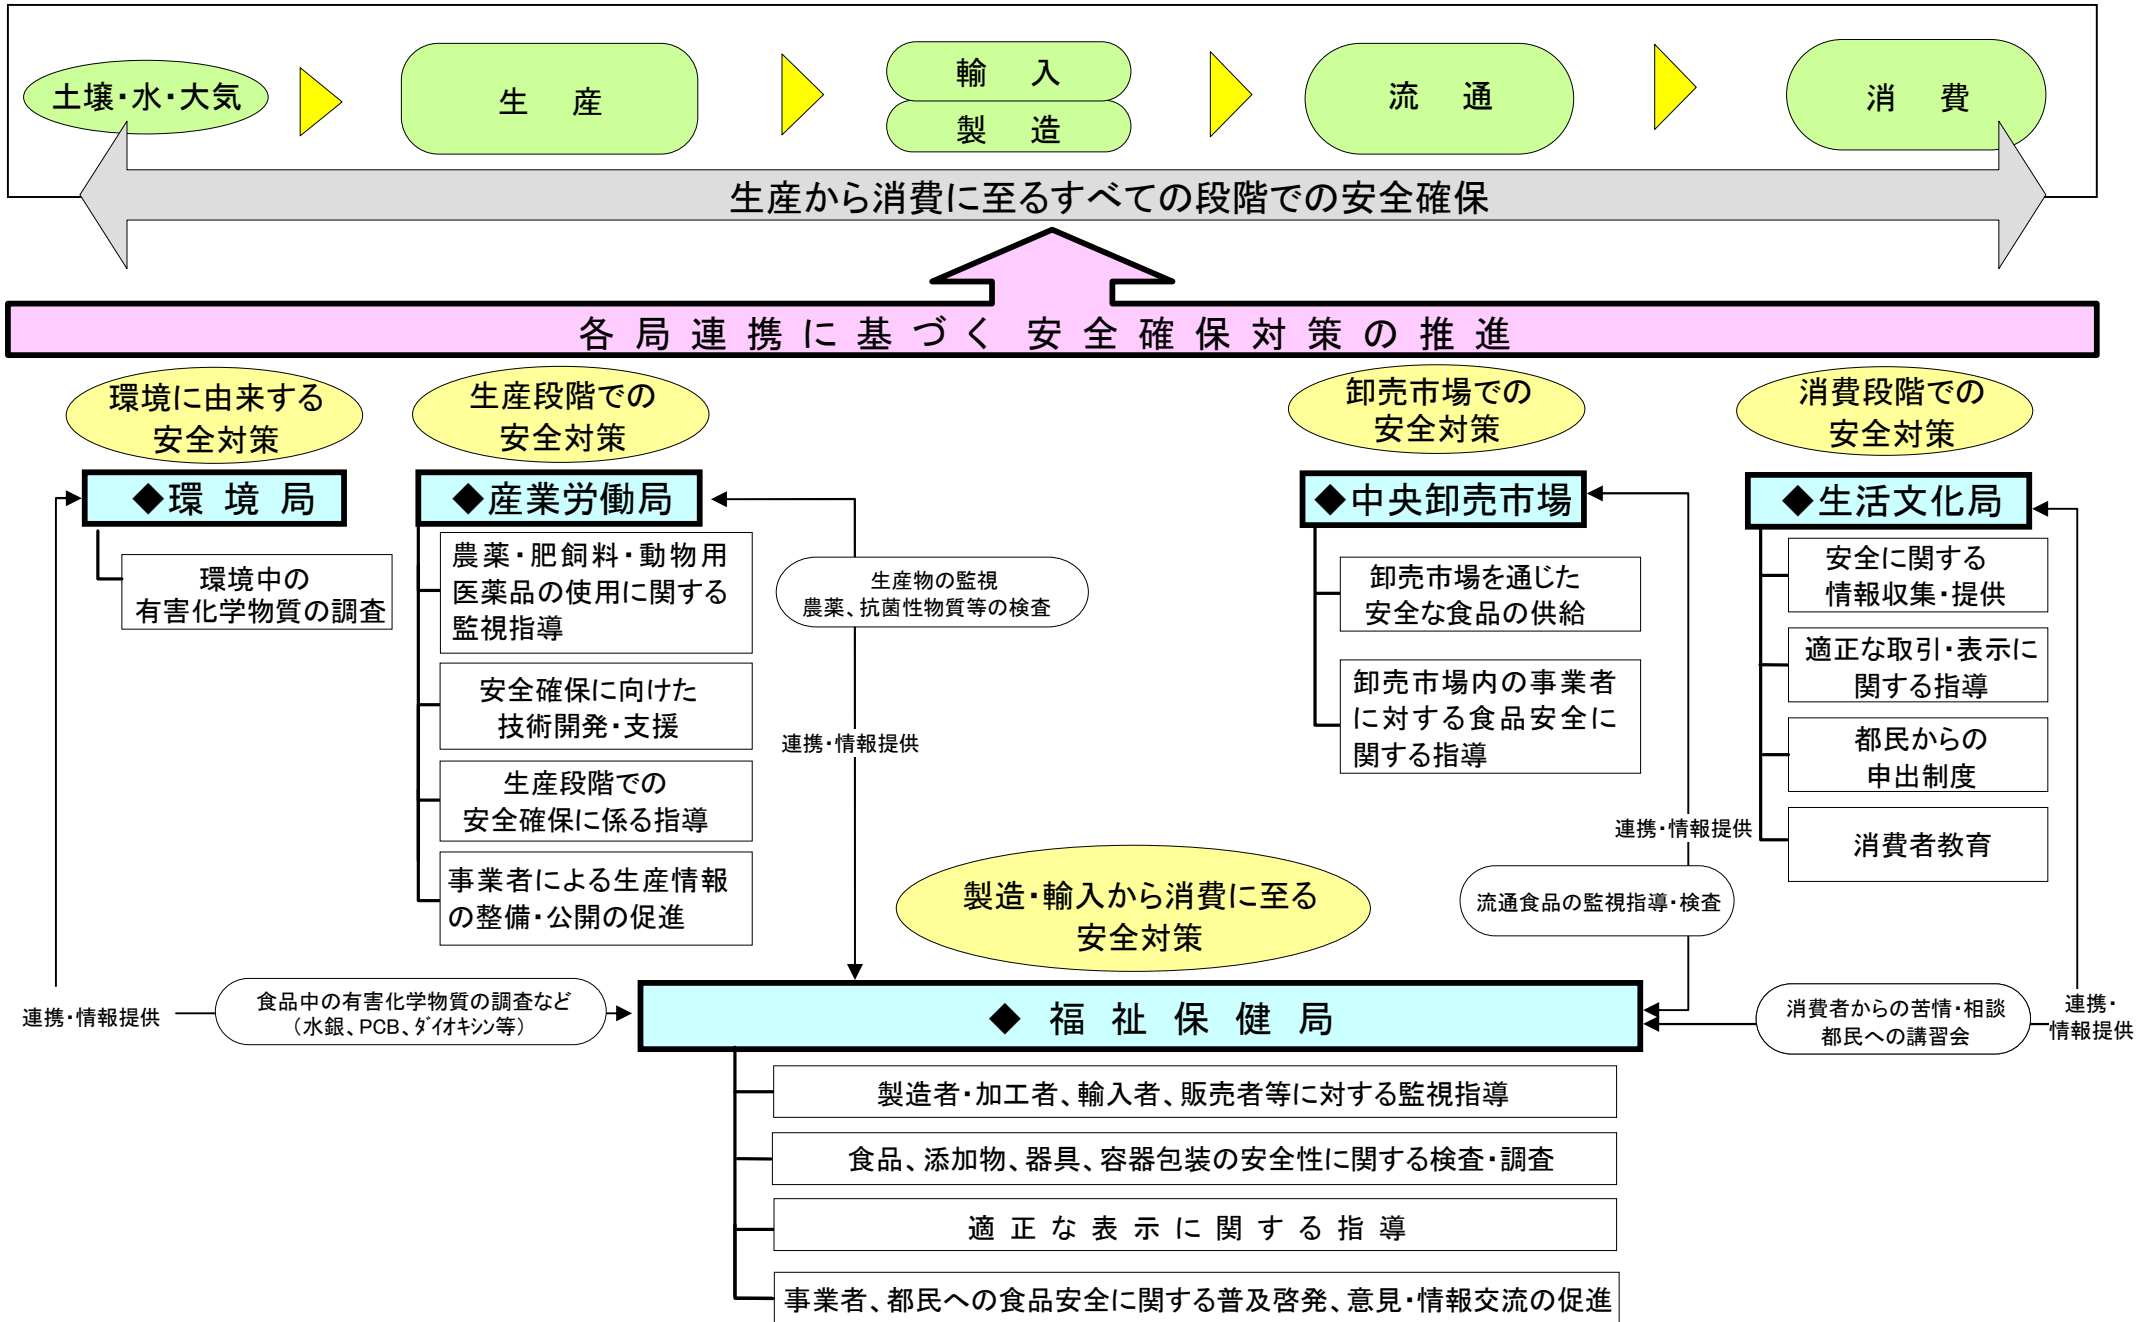 土壌・水・大気
生 産
輸 入
製 造
流 通
消 費
生産から消費に至るすべての段階での安全確保
各局連携に基づく 安全確保対策の推進
環境に由来する
安全対策
生産段階での
安全対策
卸売市場での
安全対策
消費段階での
安全対策
◆環 境 局
環境中の
有害化学物質の調査
◆産業労働局
農薬・肥飼料・動物用
医薬品の使用に関する
監視指導
安全確保に向けた
技術開発・支援
生産段階での
安全確保に係る指導
事業者による生産情報
の整備・公開の促進
生産物の監視
農薬、抗菌性物質等の検査
連携・情報提供
◆中央卸売市場
卸売市場を通じた
安全な食品の供給
卸売市場内の事業者
に対する食品安全に
関する指導
連携・情報提供
流通食品の監視指導・検査
◆生活文化局
安全に関する
情報収集・提供
適正な取引・表示に
関する指導
都民からの
申出制度
消費者教育
製造・輸入から消費に至る
安全対策
連携・情報提供
食品中の有害化学物質の調査など
（水銀、PCB、ﾀﾞｲｵｷｼﾝ等）
◆ 福 祉 保 健 局
消費者からの苦情・相談
都民への講習会
連携・
情報提供
製造者・加工者、輸入者、販売者等に対する監視指導
食品、添加物、器具、容器包装の安全性に関する検査・調査
適正な表示に関する指導
事業者、都民への食品安全に関する普及啓発、意見・情報交流の促進